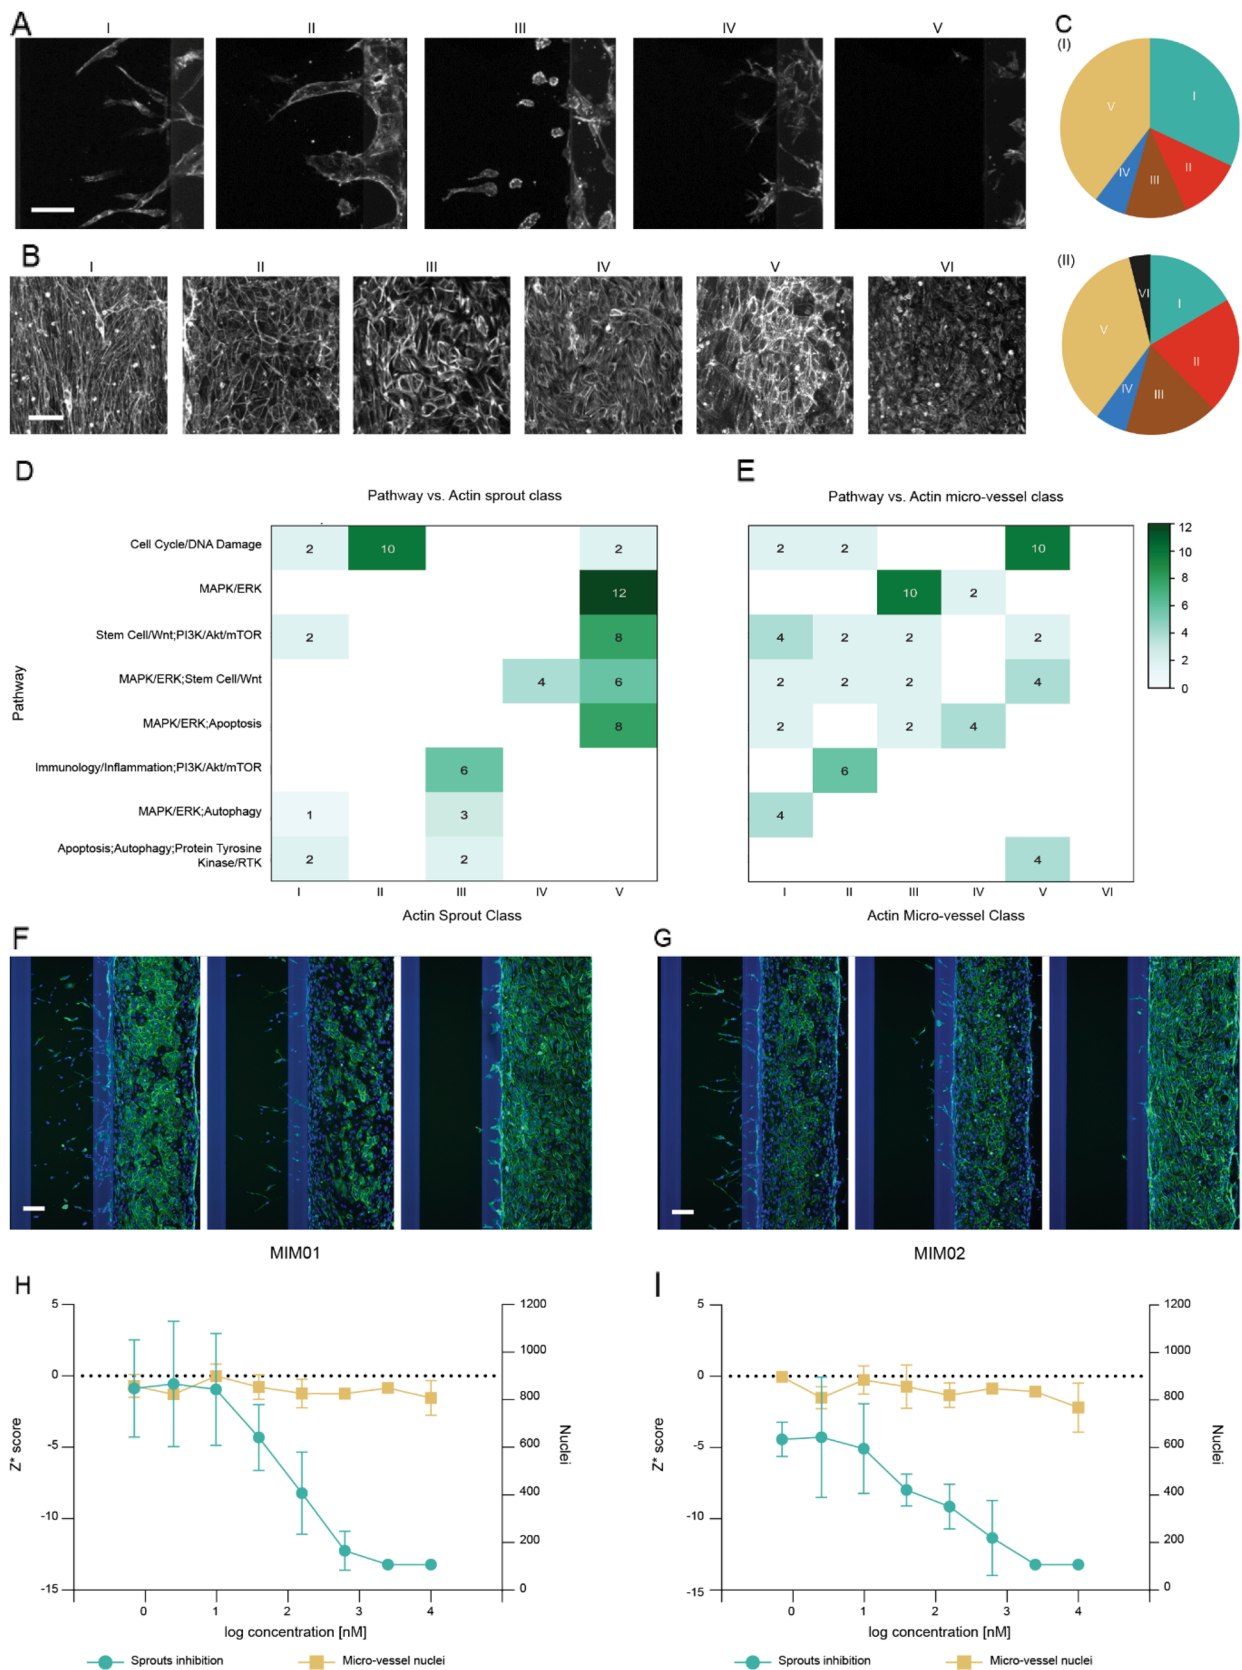 A
I II III IV V
C
(I)
V I IV III II
B
I II III IV V VI
(II)
VI I V II IV III
D
E
Pathway vs. Actin sprout class
Pathway vs. Actin micro-vessel class
Pathway
Cell Cycle/DNA Damage
2 10 2
2 2 10
MAPK/ERK
12
10 2
Stem Cell/Wnt;PI3K/Akt/mTOR
2 8
4 2 2 2
MAPK/ERK;Stem Cell/Wnt
4 6
2 2 2 4
MAPK/ERK;Apoptosis
8
2 2 4
Immunology/Inflammation;PI3K/Akt/mTOR
6
6
MAPK/ERK;Autophagy
1 3
4
Apoptosis;Autophagy;Protein Tyrosine
Kinase/RTK
2 2
4
12
10
8
6
4
2
0
I II III IV V
I II III IV V VI
Actin Sprout Class
Actin Micro-vessel Class
F
G
MIM01
MIM02
H
5
0
-5
-10
-15
Z* score
1200
1000
800
600
400
200
0
Nuclei
0 1 2 3 4
log concentration [nM]
Sprouts inhibition
Micro-vessel nuclei
I
5
0
-5
-10
-15
Z* score
1200
1000
800
600
400
200
0
Nuclei
0 1 2 3 4
log concentration [nM]
Sprouts inhibition
Micro-vessel nuclei